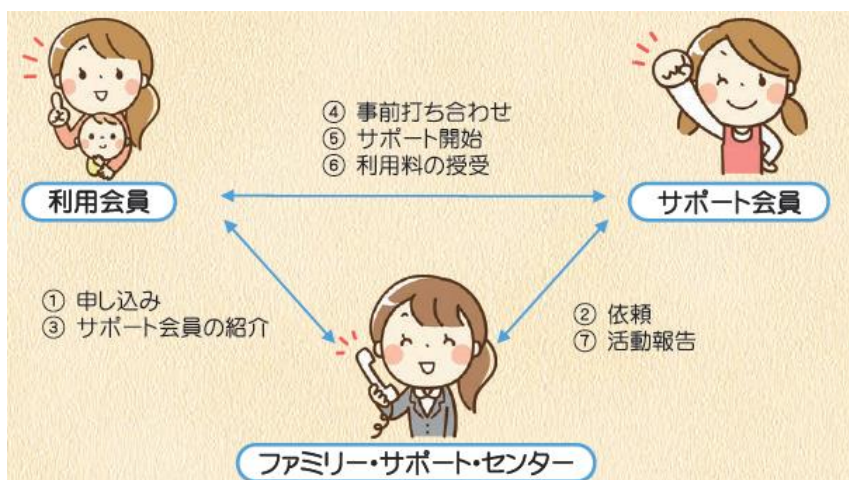 ④ 事前打ち合わせ
⑤ サポート開始
⑥ 利用料の授受
利用会員
サポート会員
① 申し込み
③ サポート会員の紹介
② 依頼
⑦ 活動報告
ファミリー・サポート・センター